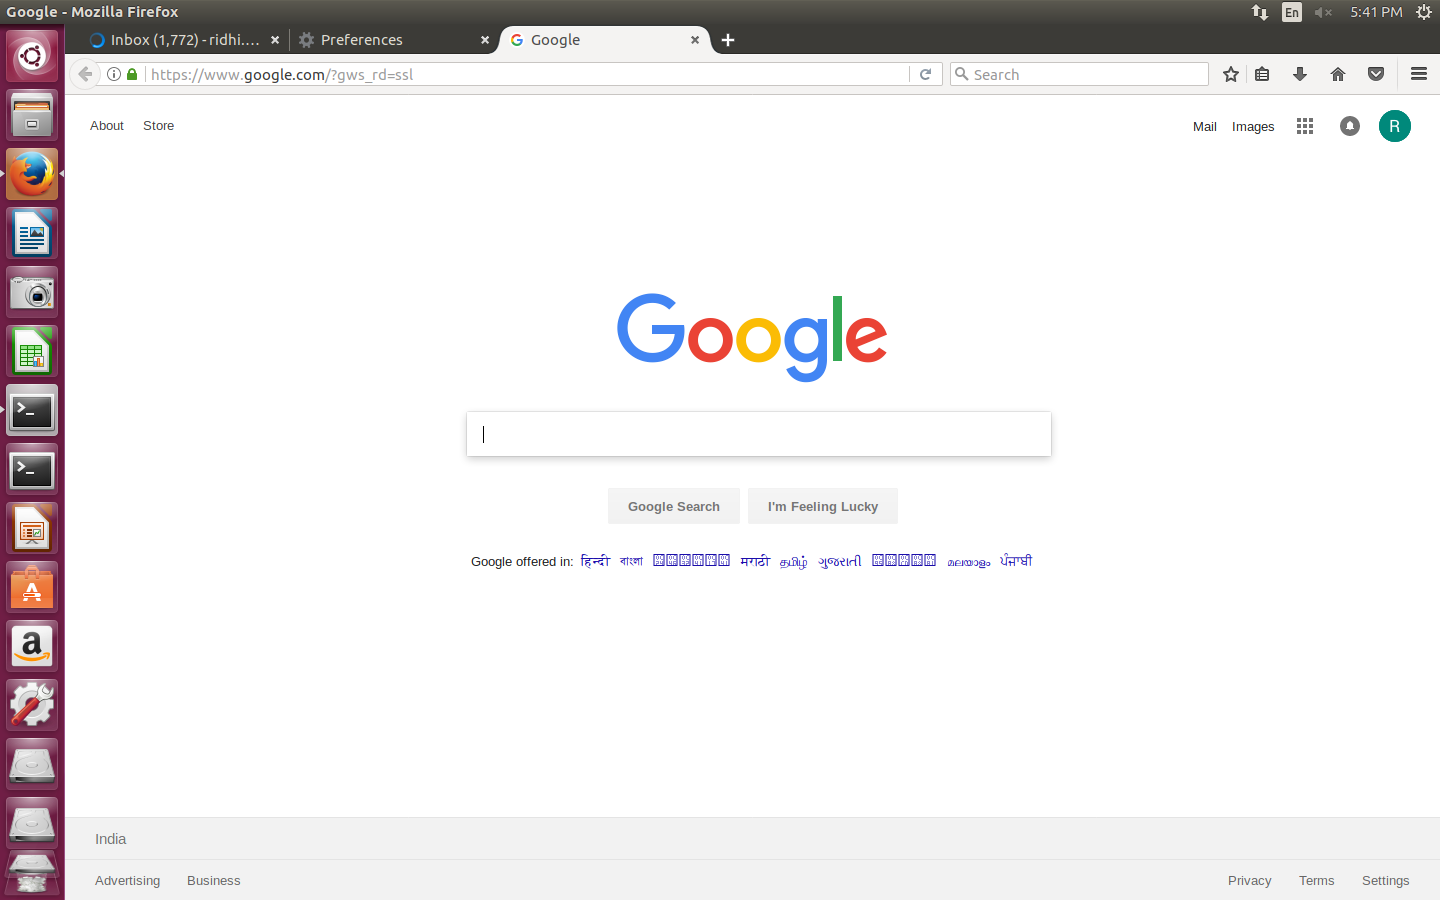 Google - Mozilla Firefox
En
5:41 PM
Inbox (1,772) - ridhi....
Preferences
Google
https://www.google.com/?gws_rd=ssl
Search
About Store
Mail Images
R
Google
Google Search
I'm Feeling Lucky
Google offered in: हिन्दी বাংলা मराठी தமிழ் ગુજરાતી മലയാളം ਪੰਜਾਬੀ
India
Advertising Business
Privacy Terms Settings